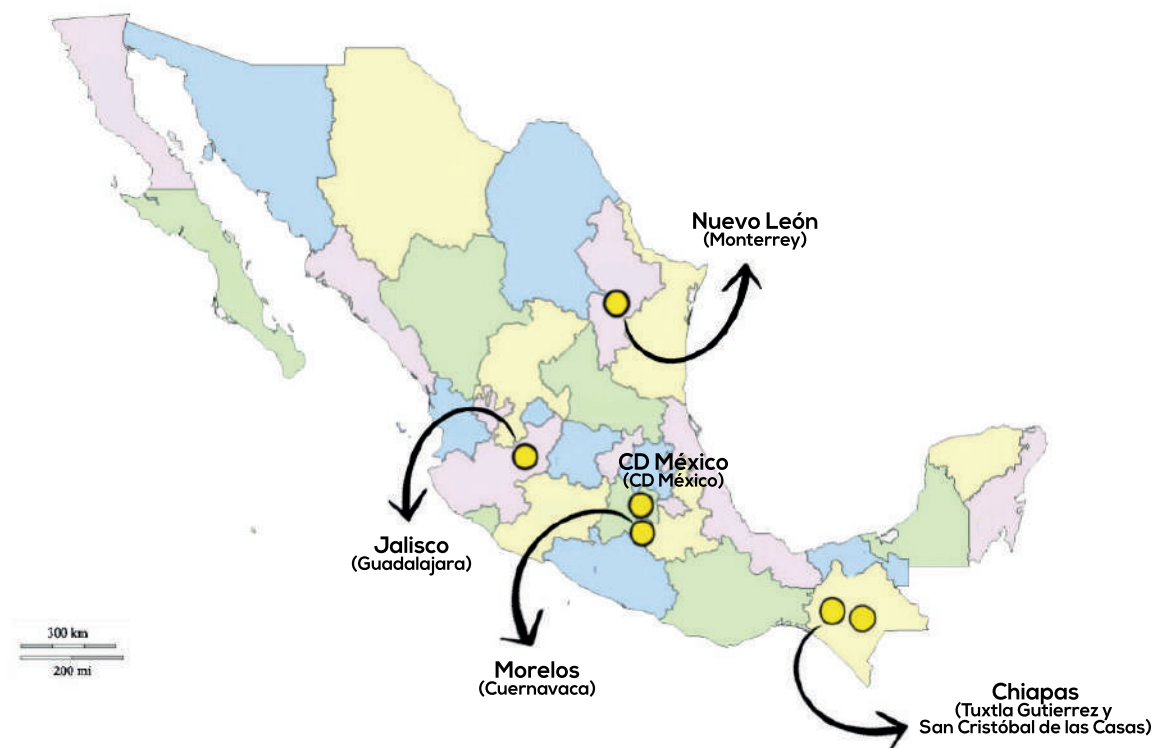 Nuevo León
(Monterrey)
CD México
(CD México)
Jalisco
(Guadalajara)
Morelos
(Cuernavaca)
300 km
200 mi
Chiapas
(Tuxtla Gutierrez y
San Cristóbal de las Casas)